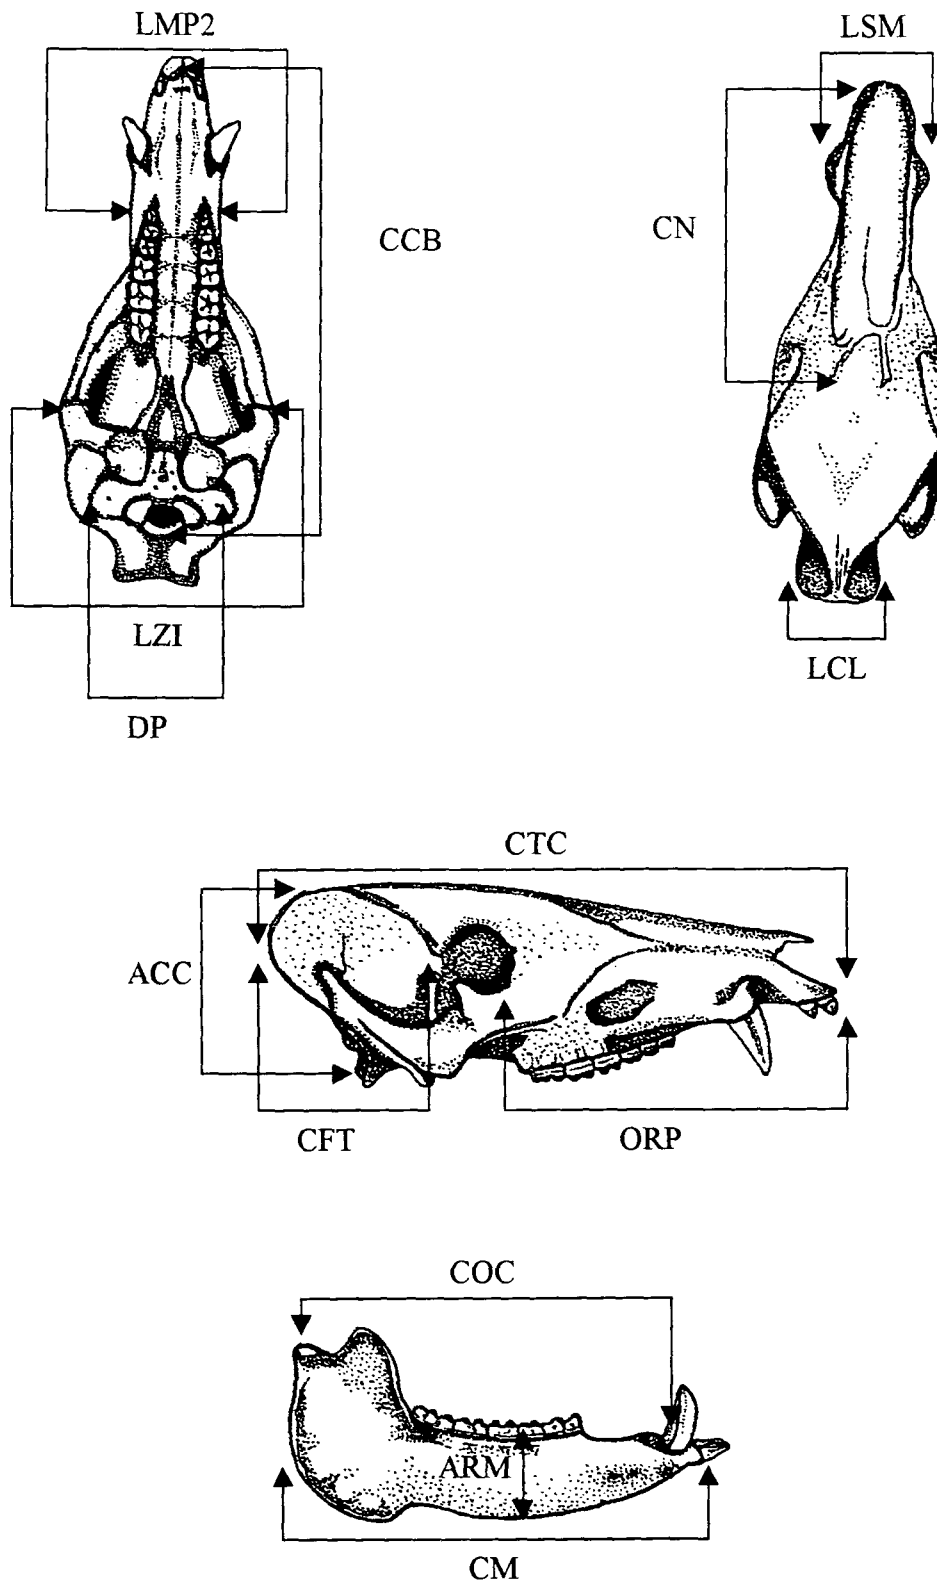 LMP2
LSM
CCB
CN
LZI
LCL
DP
CTC
ACC
CFT
ORP
COC
ARM
CM